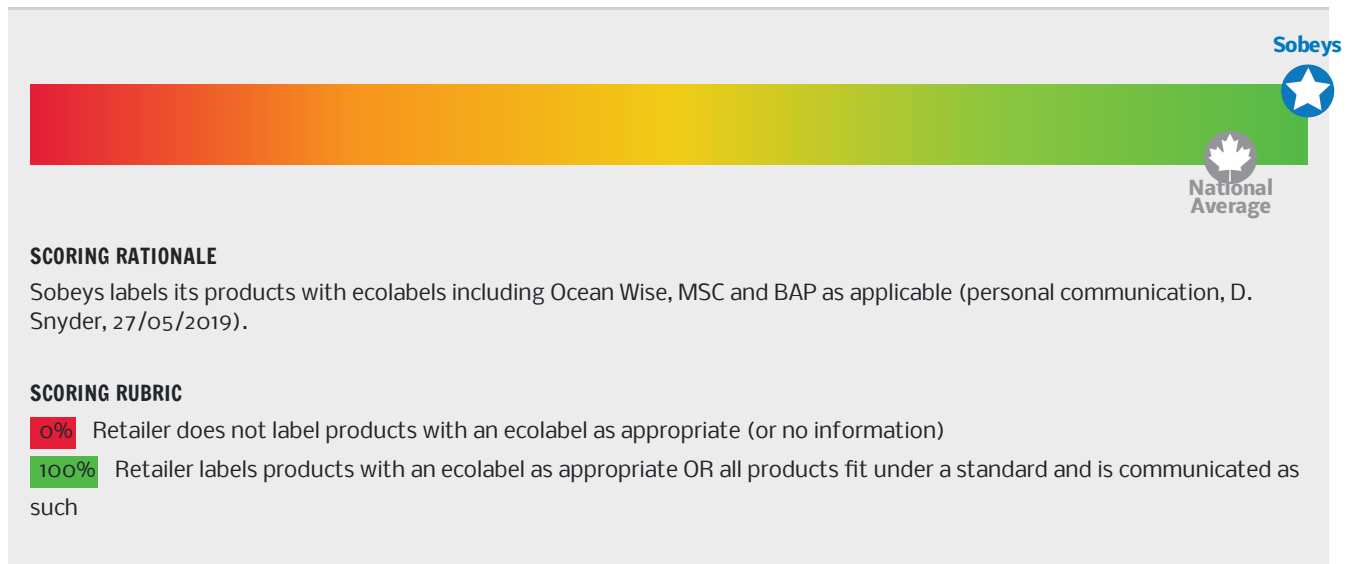 Sobeys
National
Average
SCORING RATIONALE
Sobeys labels its products with ecolabels including Ocean Wise, MSC and BAP as applicable (personal communication, D.
Snyder, 27/05/2019).
SCORING RUBRIC
0% Retailer does not label products with an ecolabel as appropriate (or no information)
100% Retailer labels products with an ecolabel as appropriate OR all products fit under a standard and is communicated as
such